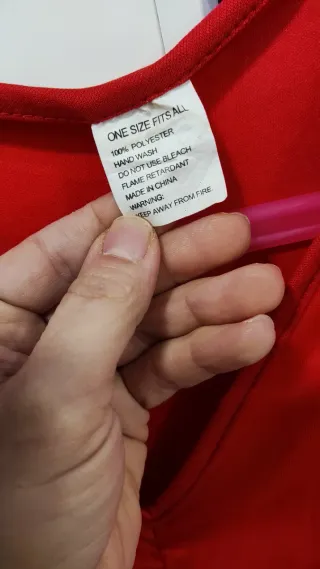 ONE SIZE FITS ALL
100% POLYESTER
HAND WASH
DO NOT USE BLEACH
FLAME RETARDANT
MADE IN CHINA
WARNING:
KEEP AWAY FROM FIRE.